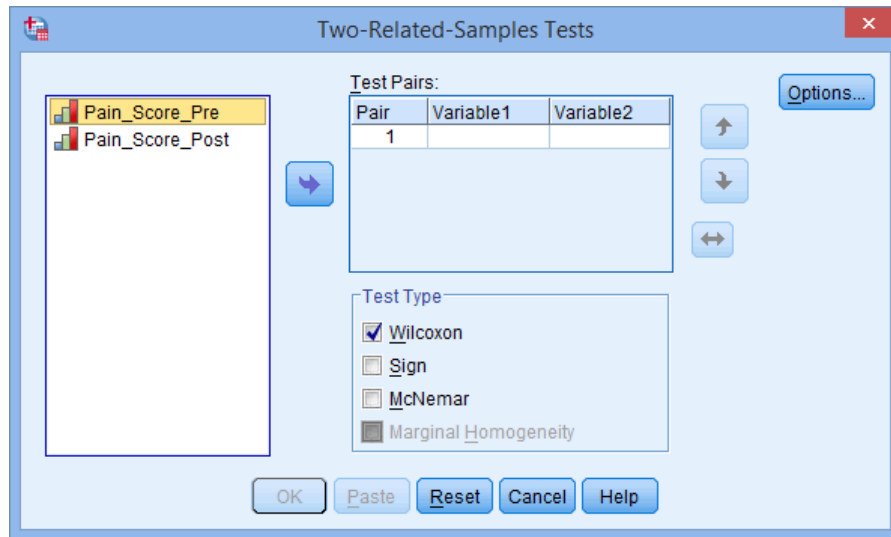 Two-Related-Samples Tests
Pain_Score_Pre
Pain_Score_Post
Test Pairs:
Pair Variable1 Variable2
1
Options...
Test Type
Wilcoxon
Sign
McNemar
Marginal Homogeneity
OK Paste Reset Cancel Help